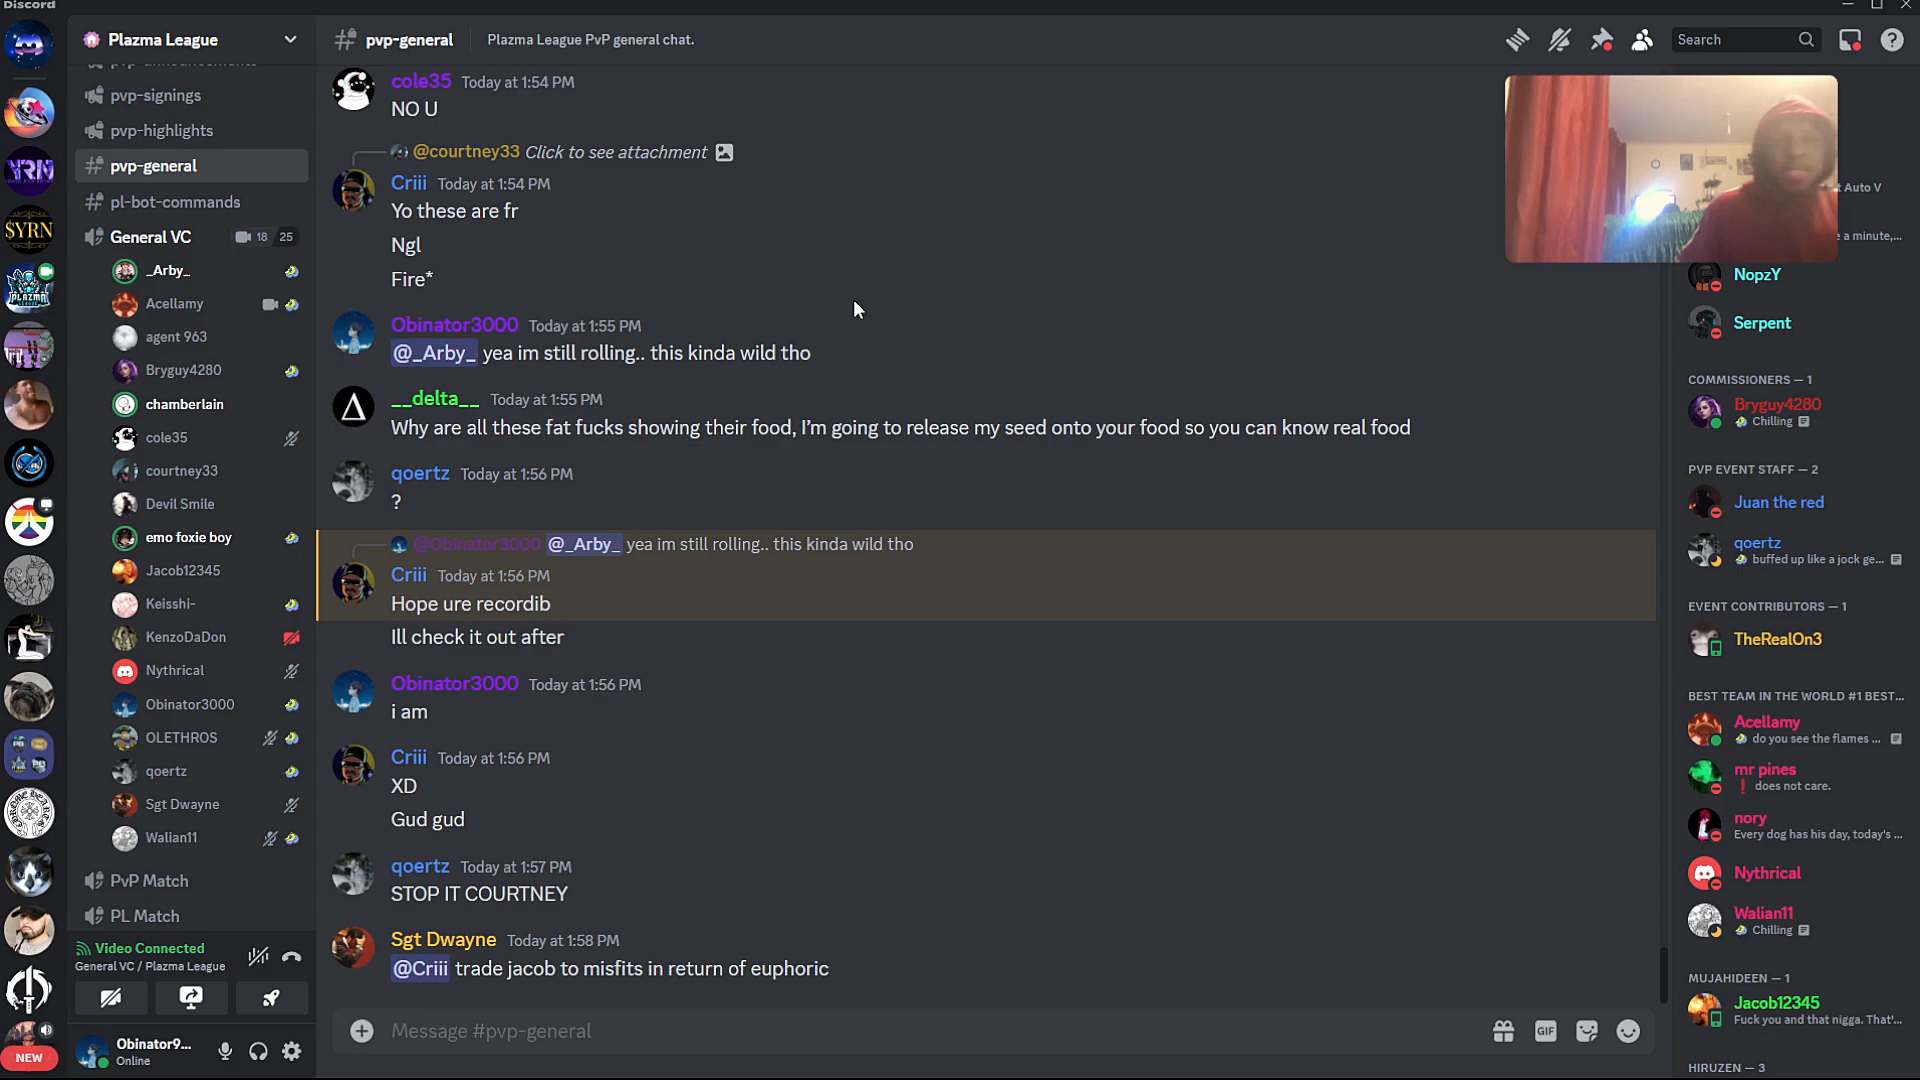 Discord
Plazma League
pvp-general
Plazma League PvP general chat.
Search
pvp-signings
pvp-highlights
pvp-general
pl-bot-commands
General VC
18 25
_Arby_
Acellamy
agent 963
Bryguy4280
chamberlain
cole35
courtney33
Devil Smile
emo foxie boy
Jacob12345
Keisshi-
KenzoDaDon
Nythrical
Obinator3000
OLETHROS
qoertz
Sgt Dwayne
Walian11
PvP Match
PL Match
Video Connected
General VC / Plazma League
Obinator9...
Online
YRN
$YRN
PLAZMA
LEAGUE
NEW
cole35 Today at 1:54 PM
NO U
@courtney33 Click to see attachment
Criii Today at 1:54 PM
Yo these are fr
Ngl
Fire*
Obinator3000 Today at 1:55 PM
@_Arby_ yea im still rolling.. this kinda wild tho
__delta__ Today at 1:55 PM
Why are all these fat fucks showing their food, I’m going to release my seed onto your food so you can know real food
qoertz Today at 1:56 PM
?
@Obinator3000 @_Arby_ yea im still rolling.. this kinda wild tho
Criii Today at 1:56 PM
Hope ure recordib
Ill check it out after
Obinator3000 Today at 1:56 PM
i am
Criii Today at 1:56 PM
XD
Gud gud
qoertz Today at 1:57 PM
STOP IT COURTNEY
Sgt Dwayne Today at 1:58 PM
@Criii trade jacob to misfits in return of euphoric
Message #pvp-general
GIF
t Auto V
e a minute,...
NopzY
Serpent
COMMISSIONERS — 1
Bryguy4280
Chilling
PVP EVENT STAFF — 2
Juan the red
qoertz
buffed up like a jock ge...
EVENT CONTRIBUTORS — 1
TheRealOn3
BEST TEAM IN THE WORLD #1 BEST...
Acellamy
do you see the flames ...
mr pines
does not care.
nory
Every dog has his day, today's ...
Nythrical
Walian11
Chilling
MUJAHIDEEN — 1
Jacob12345
Fuck you and that nigga. That'...
HIRUZEN — 3